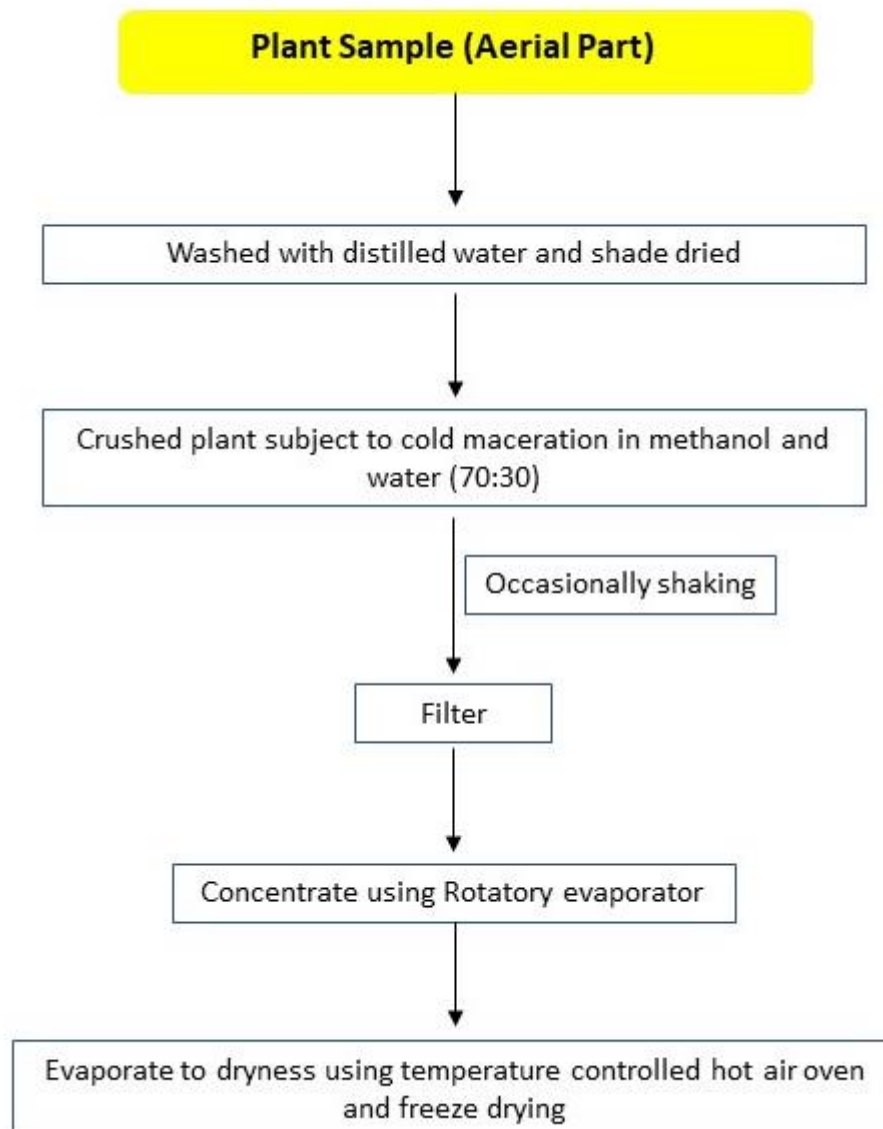 Plant Sample (Aerial Part)
Washed with distilled water and shade dried
Crushed plant subject to cold maceration in methanol and
water (70:30)
Occasionally shaking
Filter
Concentrate using Rotatory evaporator
Evaporate to dryness using temperature controlled hot air oven
and freeze drying